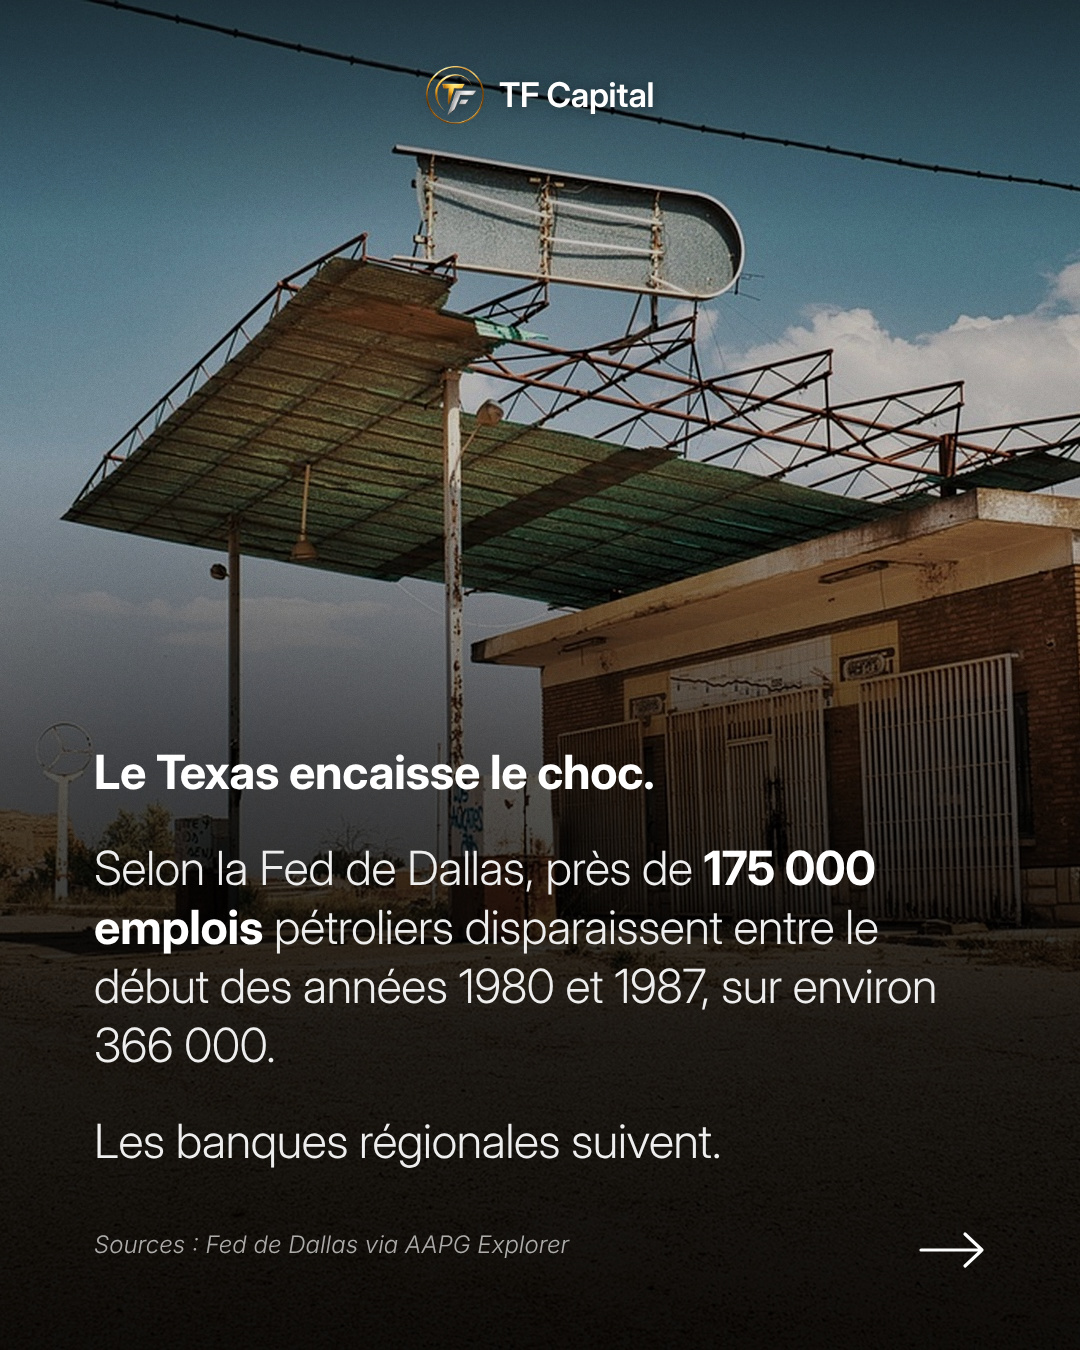 TF Capital
Le Texas encaisse le choc.
Selon la Fed de Dallas, près de 175 000
emplois pétroliers disparaissent entre le
début des années 1980 et 1987, sur environ
366 000.
Les banques régionales suivent.
Sources : Fed de Dallas via AAPG Explorer